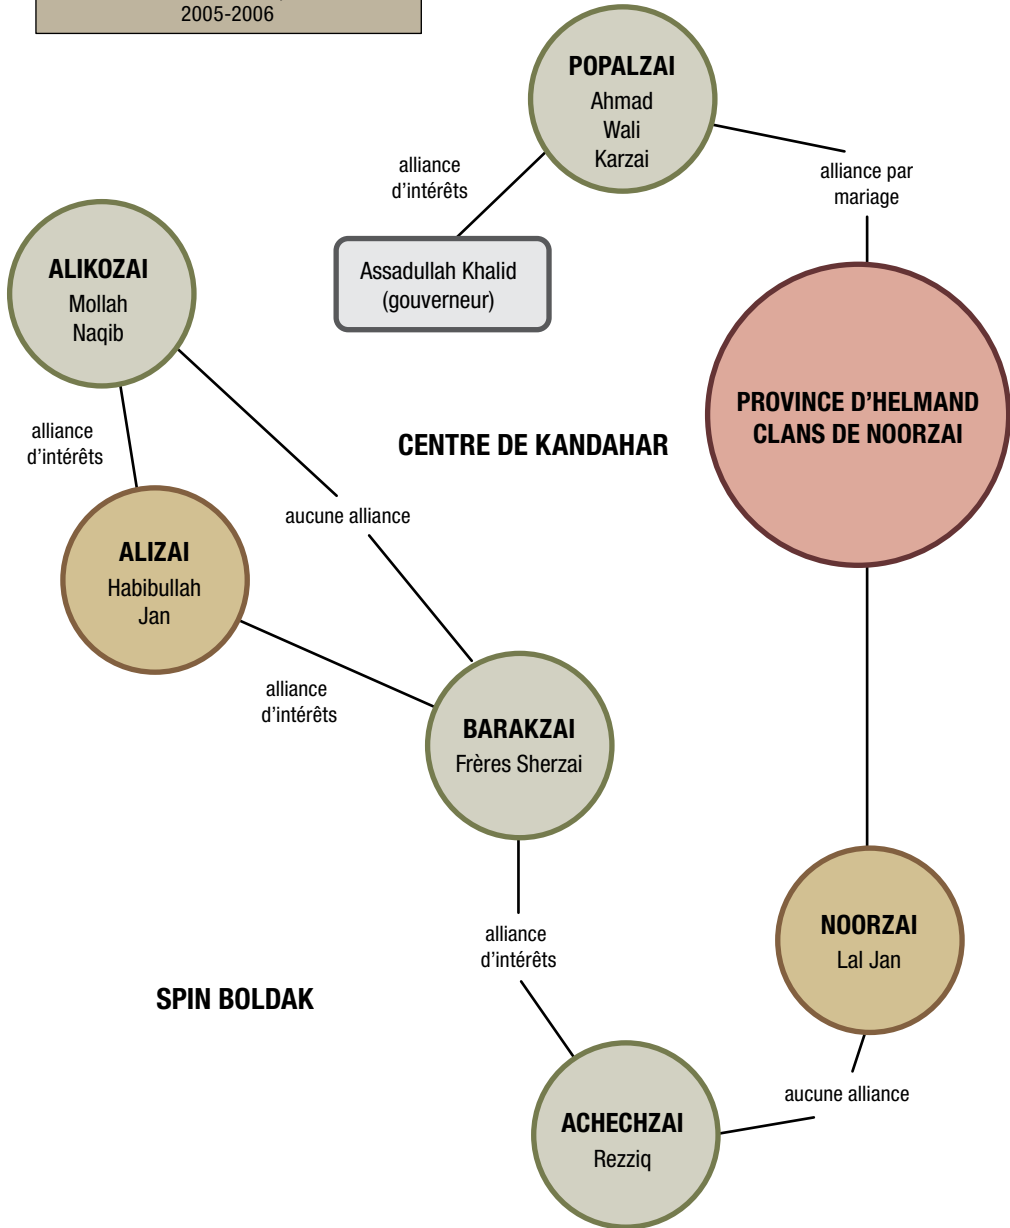 2005-2006
POPALZAI
Ahmad
Wali
Karzai
alliance
d’intérêts
alliance par
mariage
Assadullah Khalid
(gouverneur)
ALIKOZAI
Mollah
Naqib
PROVINCE D’HELMAND
CLANS DE NOORZAI
alliance
d’intérêts
CENTRE DE KANDAHAR
aucune alliance
ALIZAI
Habibullah
Jan
alliance
d’intérêts
BARAKZAI
Frères Sherzai
alliance
d’intérêts
NOORZAI
Lal Jan
SPIN BOLDAK
aucune alliance
ACHECHZAI
Rezziq